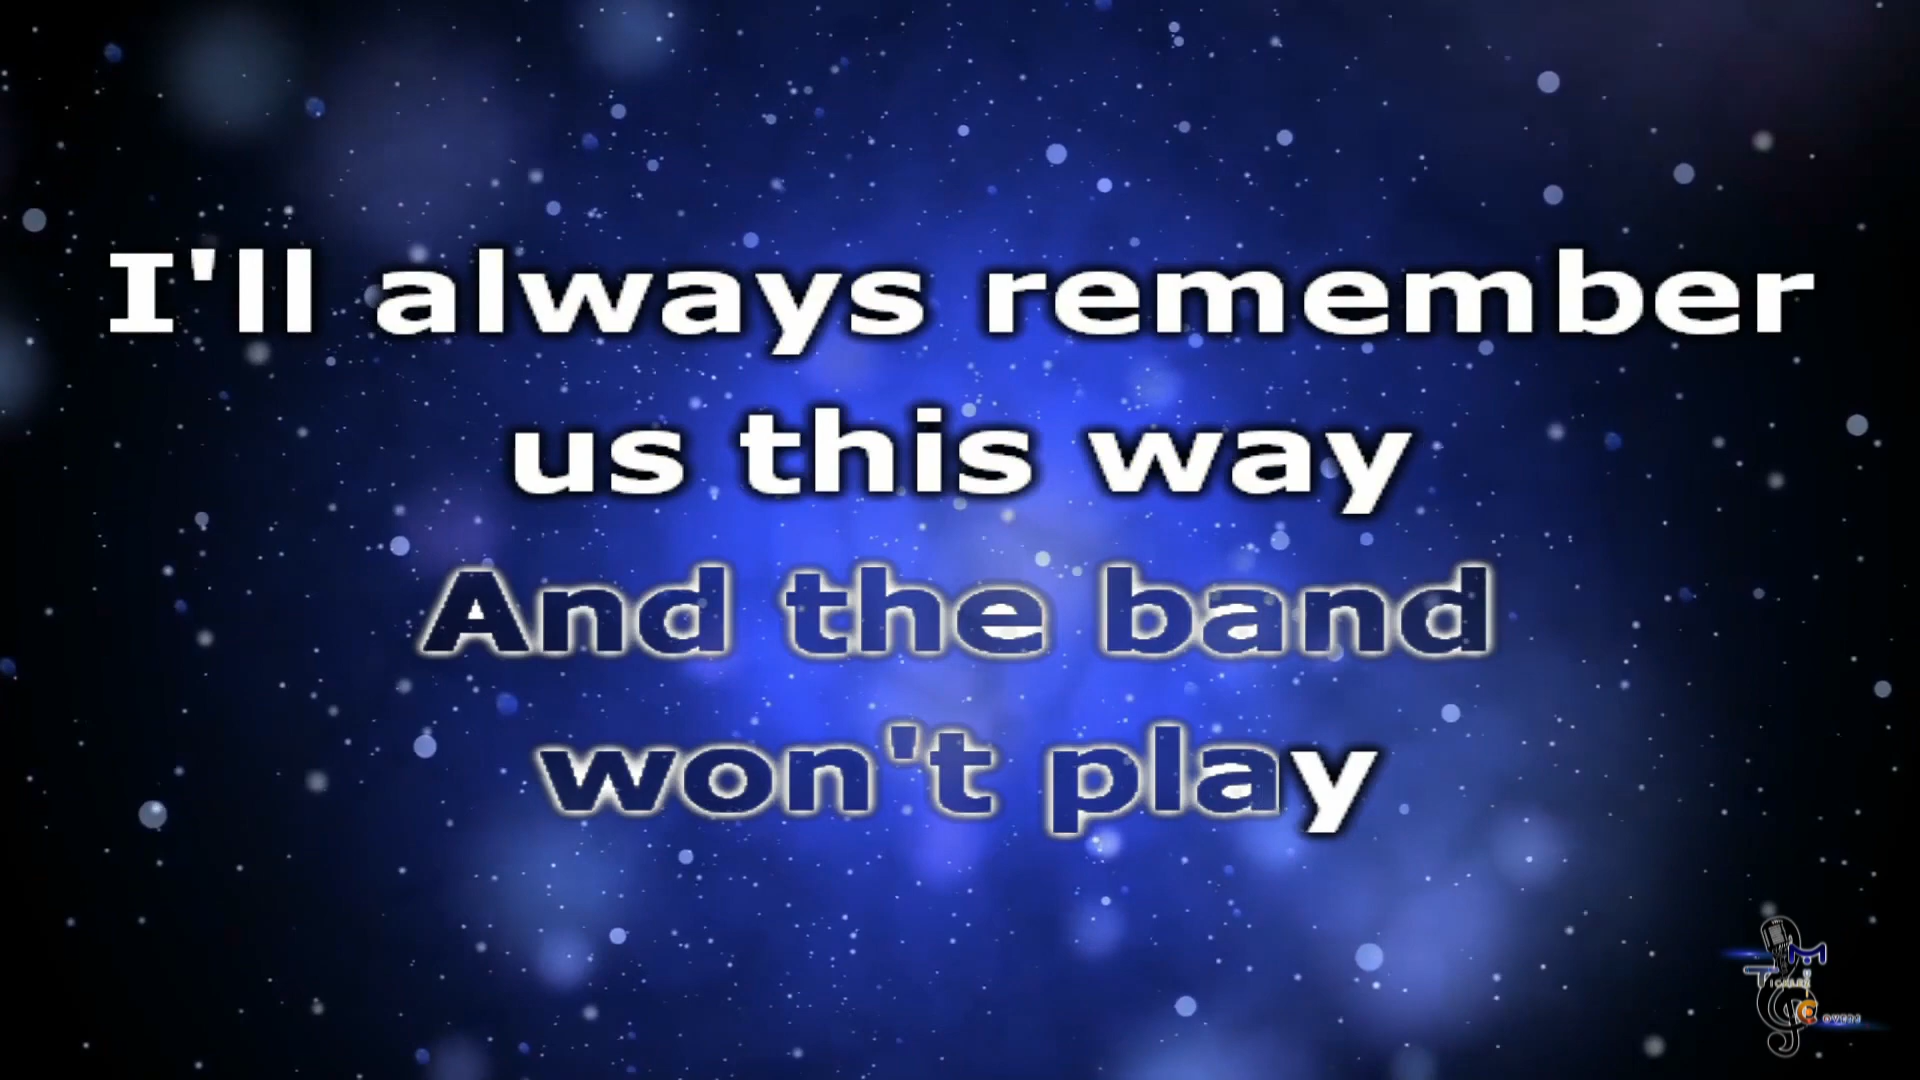 I'll always remember
us this way
And the band
won't play